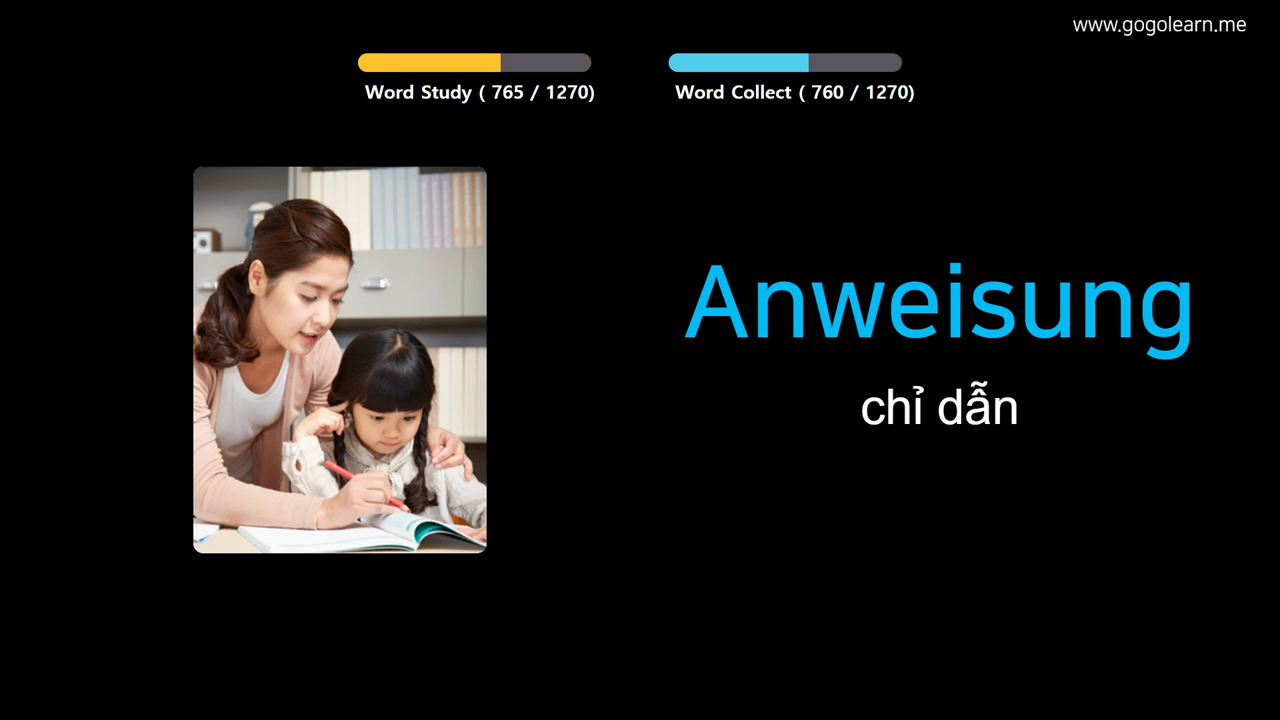 www.gogolearn.me
Word Study ( 765 / 1270)
Word Collect ( 760 / 1270)
Anweisung
chỉ dẫn